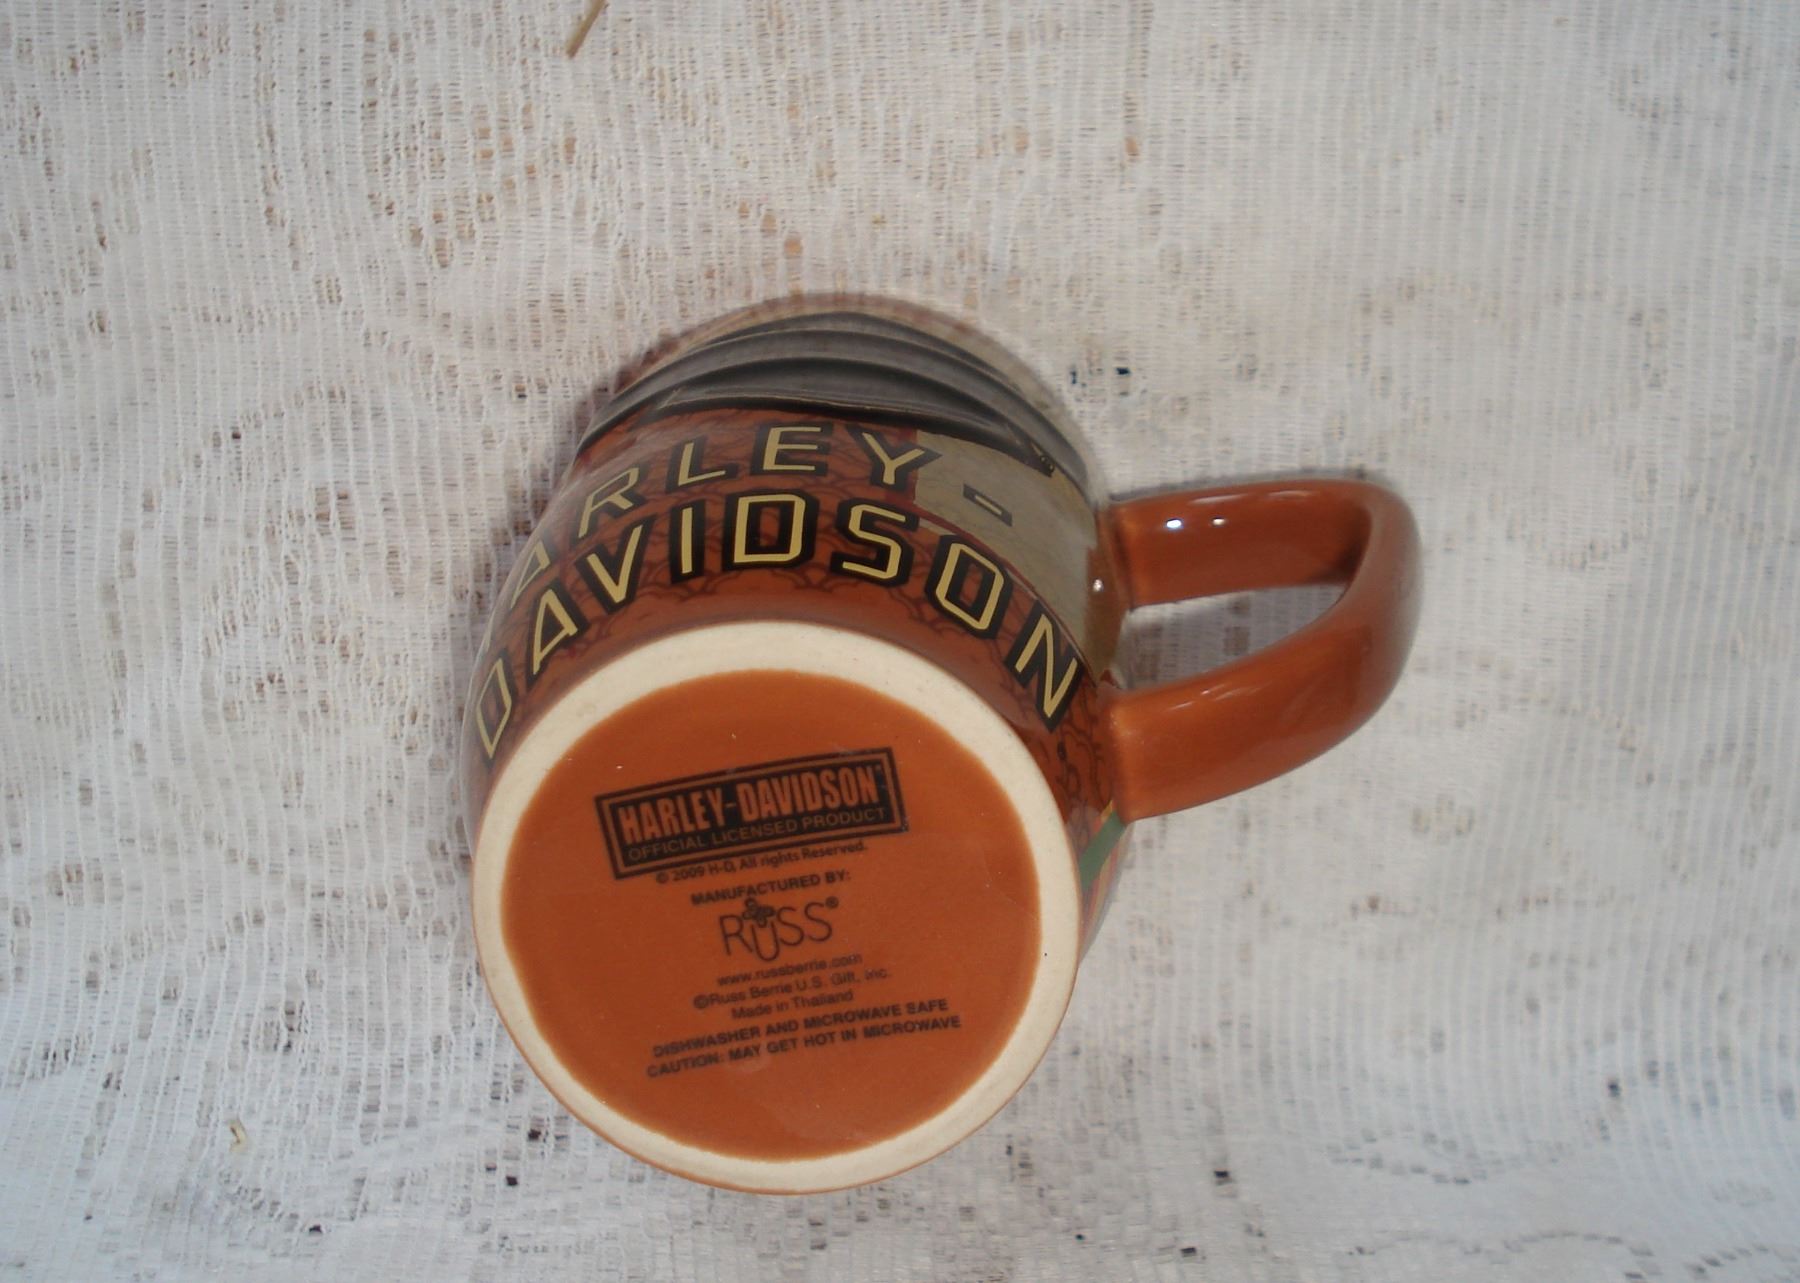 HARLEY-
DAVIDSON
HARLEY-DAVIDSON
OFFICIAL LICENSED PRODUCT
© 2009 H-D, All rights Reserved.
MANUFACTURED BY:
RUSS®
www.russberrie.com
©Russ Berrie U.S. Gift, Inc.
Made in Thailand
DISHWASHER AND MICROWAVE SAFE
CAUTION: MAY GET HOT IN MICROWAVE